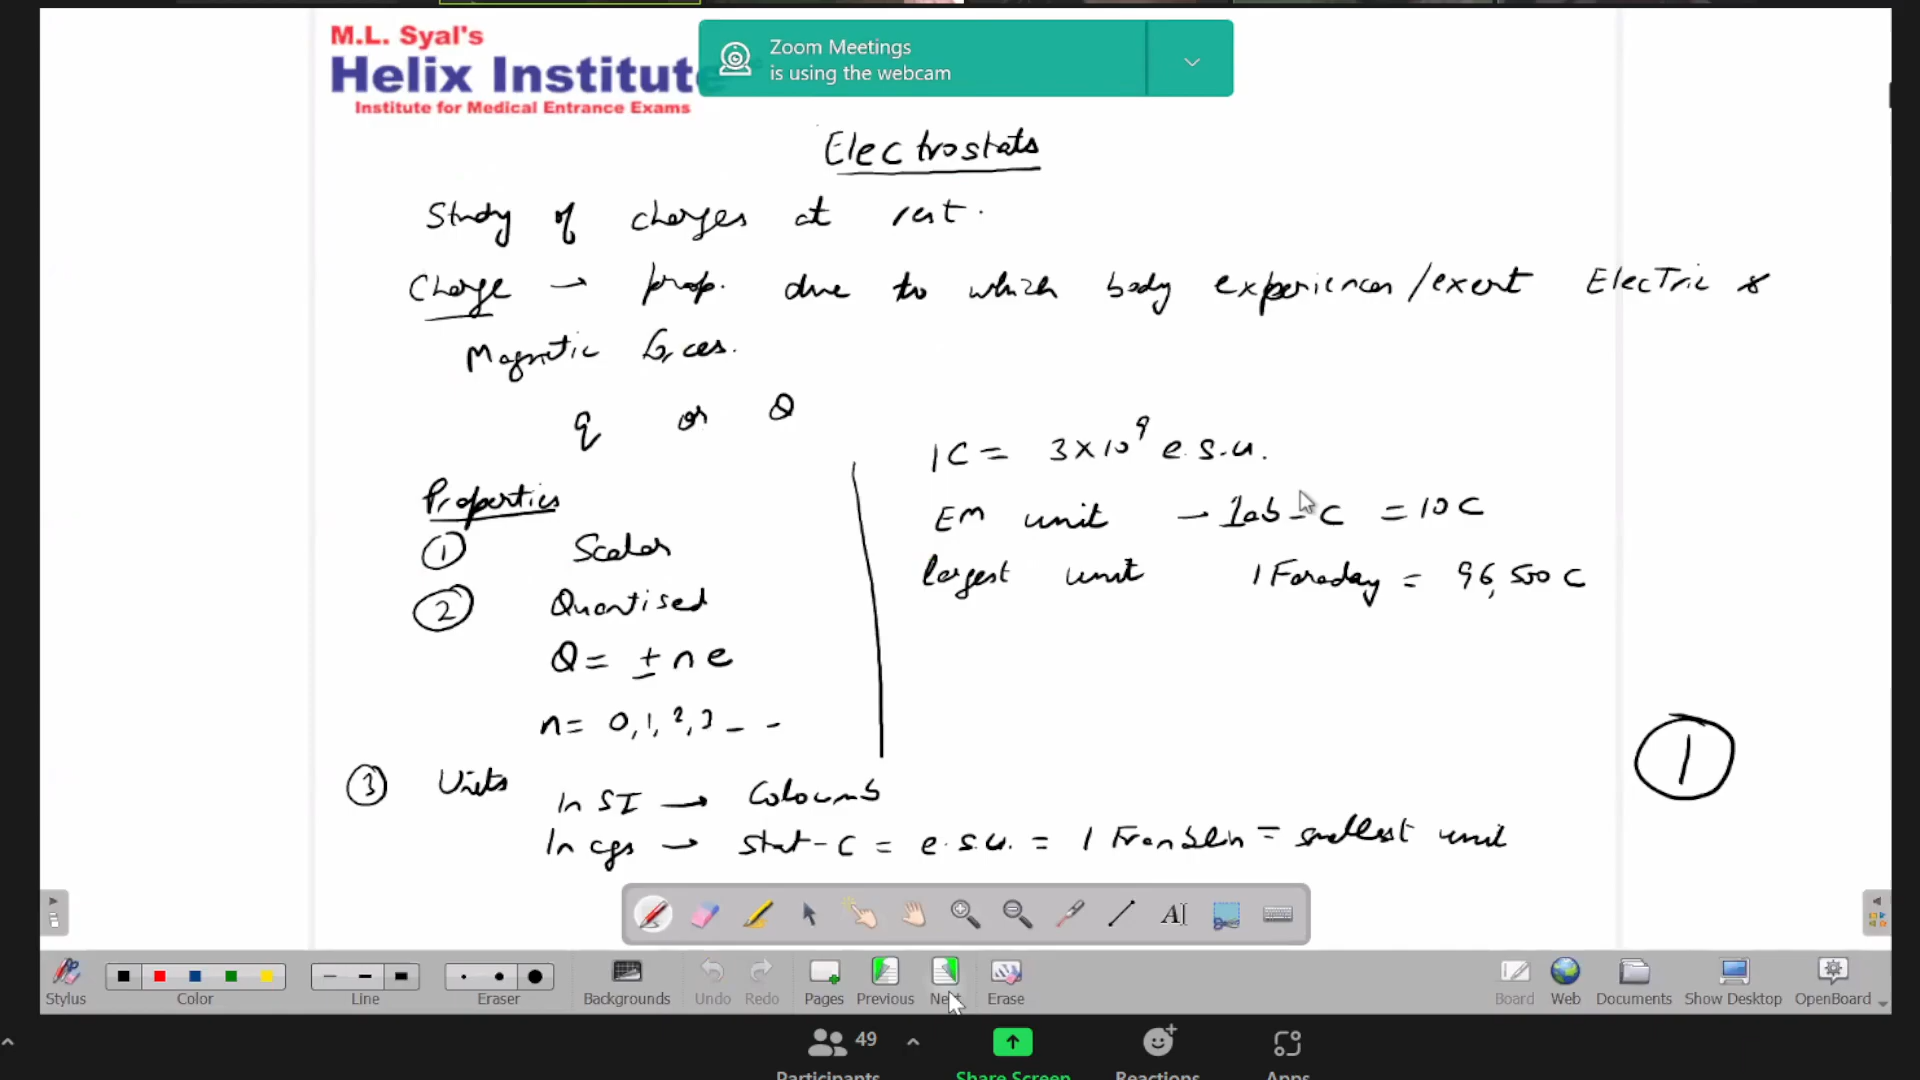 M.L. Syal's
Helix Institute
Institute for Medical Entrance Exams
Zoom Meetings
is using the webcam
Electrostats
Study of charges at rest.
Charge → prop. due to which body experiences/exert Electric &
Magnetic forces.
q or Q
Properties
① Scalar
② Quantised
Q = ± n e
n = 0, 1, 2, 3 _ _
1C = 3×10⁹ e.s.u.
EM unit → 1ab-C = 10 C
largest unit 1 Faraday = 96,500 C
③ Units In SI → Coloumb
In cgs → stat-C = e.s.u. = 1 Franklin = smallest unit
①
Stylus Color Line Eraser Backgrounds Undo Redo Pages Previous Next Erase Board Web Documents Show Desktop OpenBoard
49
Participants Share Screen Reactions Apps